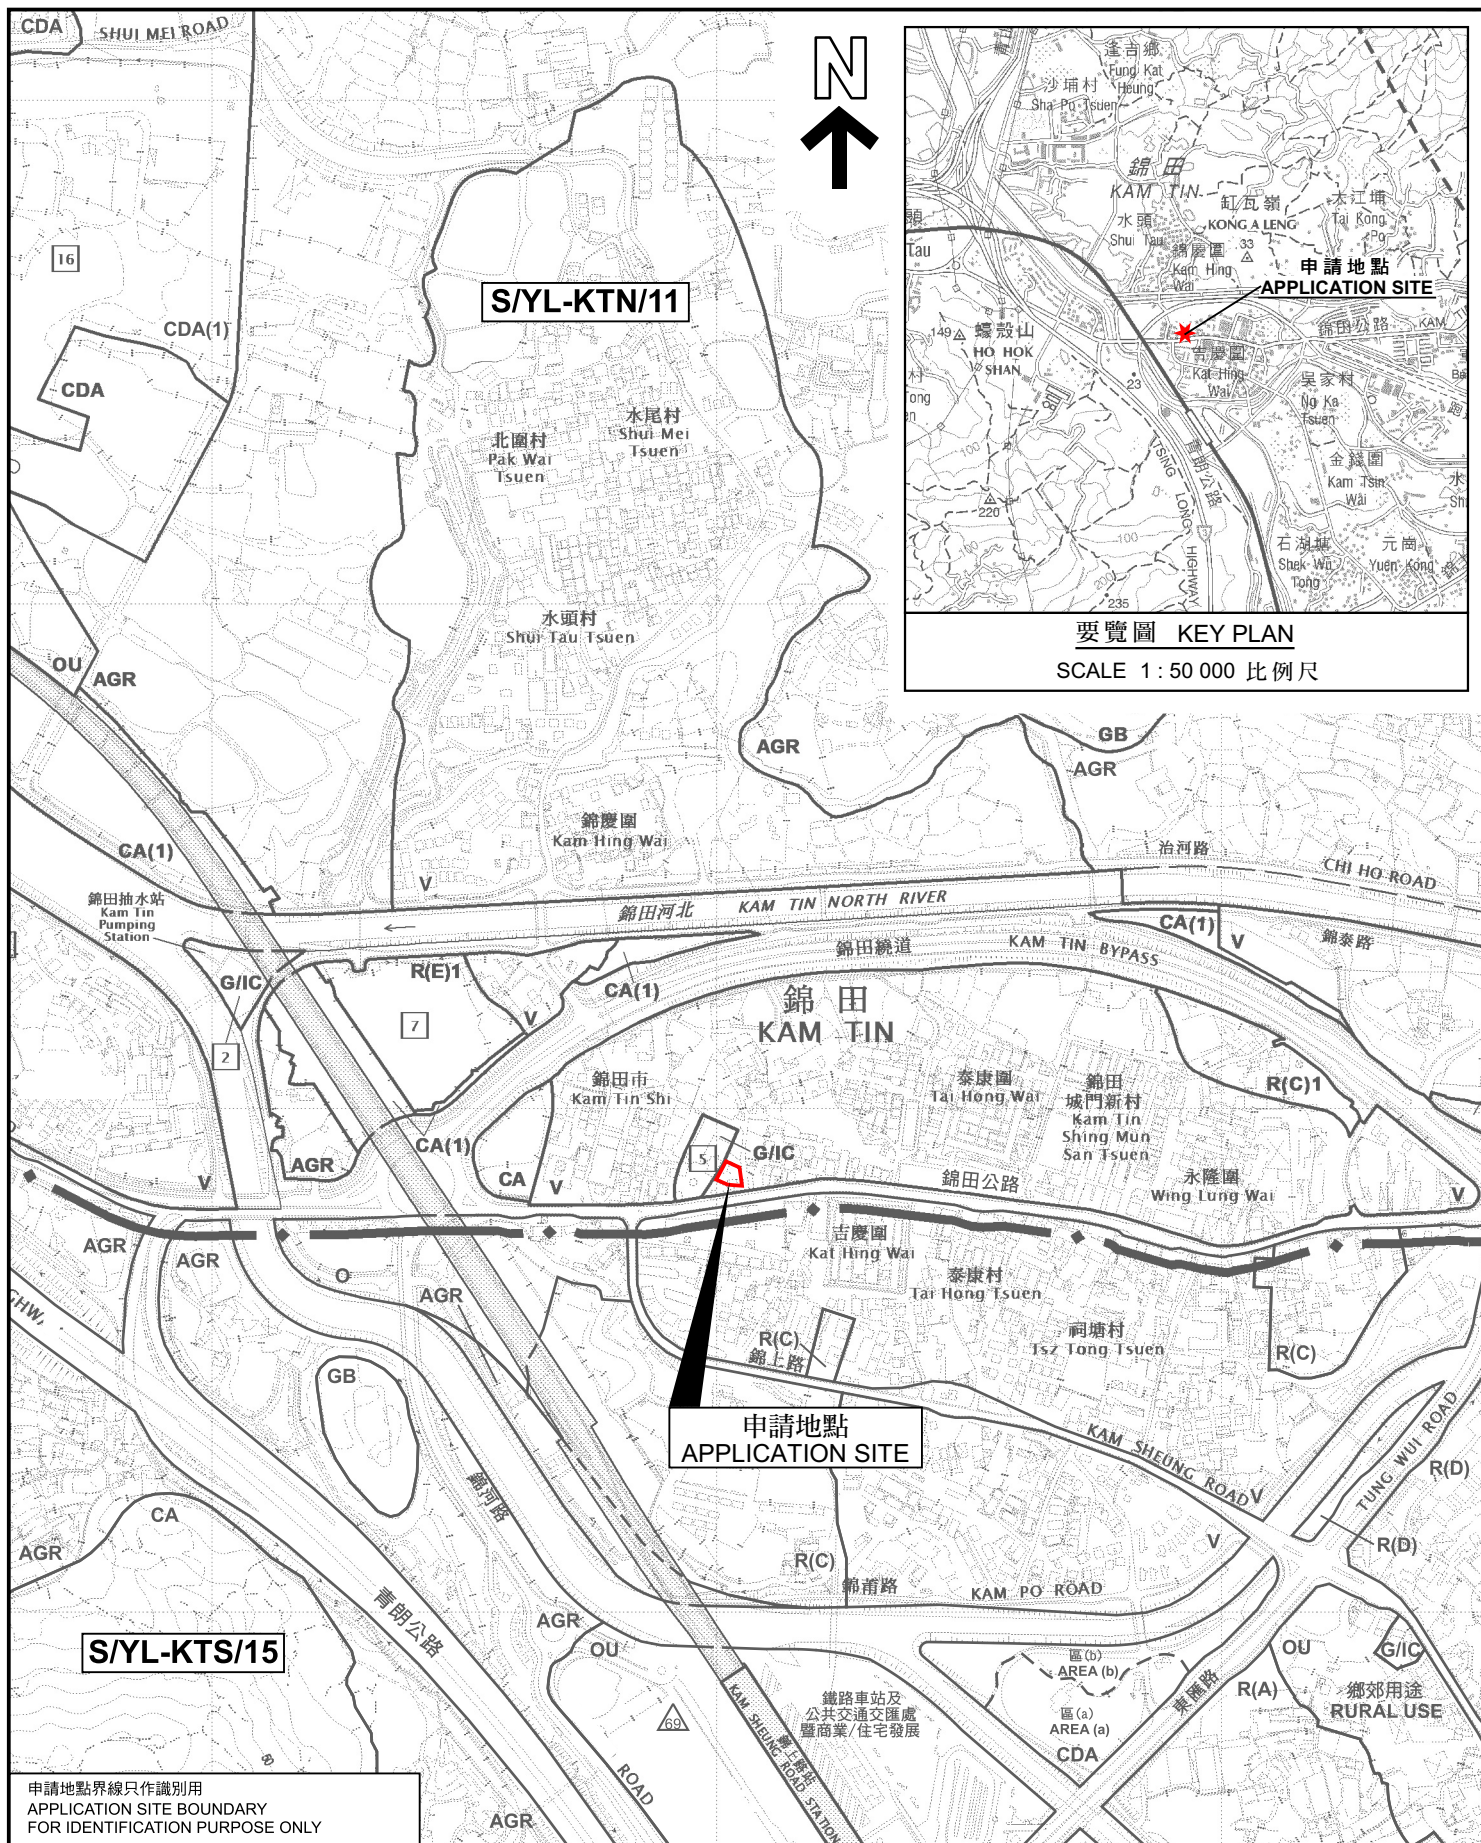 CDA
SHUI MEI ROAD
16
CDA(1)
CDA
S/YL-KTN/11
N
逢吉鄉
Fung Kat
Heung
沙埔村
Sha Po Tsuen
錦田
KAM TIN
水頭
Shui Tau
缸瓦嶺
KONG A LENG
大江埔
Tai Kong
Po
錦慶圍
Kam Hing
Wai
33
Tau
申請地點
APPLICATION SITE
149
蠔殼山
HO HOK
SHAN
錦田公路
KAM
吉慶圍
Kat Hing
Wai
23
吳家村
Ng Ka
Tsuen
村
ong
en
100
TSING LONG HIGHWAY
青朗公路
金錢圍
Kam Tsin
Wai
220
100
100
200
235
石湖塘
Shek Wu
Tong
元崗
Yuen Kong
要覽圖 KEY PLAN
SCALE 1 : 50 000 比例尺
水尾村
Shui Mei
Tsuen
北圍村
Pak Wai
Tsuen
水頭村
Shui Tau Tsuen
OU
AGR
AGR
GB
AGR
錦慶圍
Kam Hing Wai
CA(1)
V
治河路
CHI HO ROAD
錦田抽水站
Kam Tin
Pumping
Station
錦田河北
KAM TIN NORTH RIVER
CA(1)
V
錦泰路
錦田繞道
KAM TIN BYPASS
R(E)1
G/IC
CA(1)
V
7
2
錦田
KAM TIN
錦田市
Kam Tin Shi
泰康圍
Tai Hong Wai
錦田
城門新村
Kam Tin
Shing Mun
San Tsuen
R(C)1
CA(1)
AGR
CA
V
V
5
G/IC
錦田公路
永隆圍
Wing Lung Wai
V
AGR
AGR
O
AGR
吉慶圍
Kat Hing Wai
泰康村
Tai Hong Tsuen
祠塘村
Tsz Tong Tsuen
R(C)
錦上路
R(C)
GB
申請地點
APPLICATION SITE
KAM SHEUNG ROAD
V
TUNG WUI ROAD
R(D)
R(D)
錦河路
CA
AGR
R(C)
錦莆路
KAM PO ROAD
V
青朗公路
AGR
OU
S/YL-KTS/15
區(b)
AREA (b)
區(a)
AREA (a)
CDA
東匯路
OU
R(A)
G/IC
鄉郊用途
RURAL USE
69
鐵路車站及
公共交通交匯處
暨商業/住宅發展
錦上路站
KAM SHEUNG ROAD STATION
ROAD
AGR
申請地點界線只作識別用
APPLICATION SITE BOUNDARY
FOR IDENTIFICATION PURPOSE ONLY